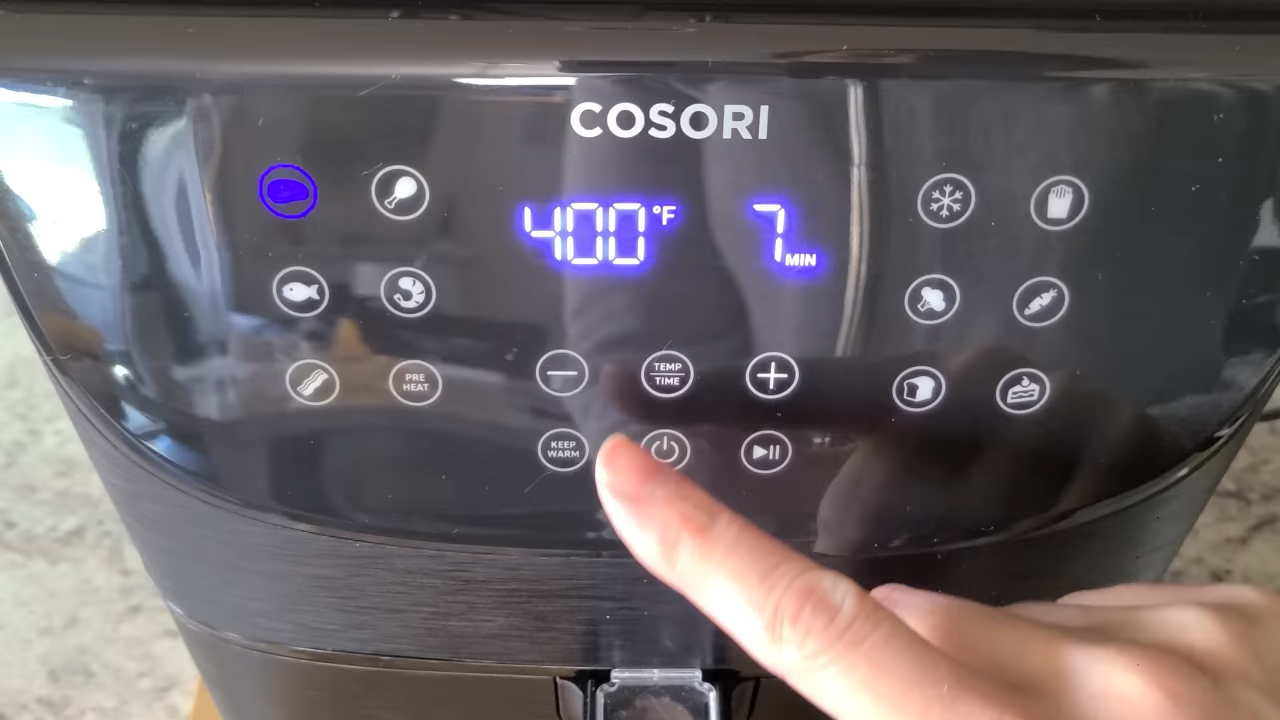 COSORI
400°F 7 MIN
PRE
HEAT
TEMP
TIME
KEEP
WARM